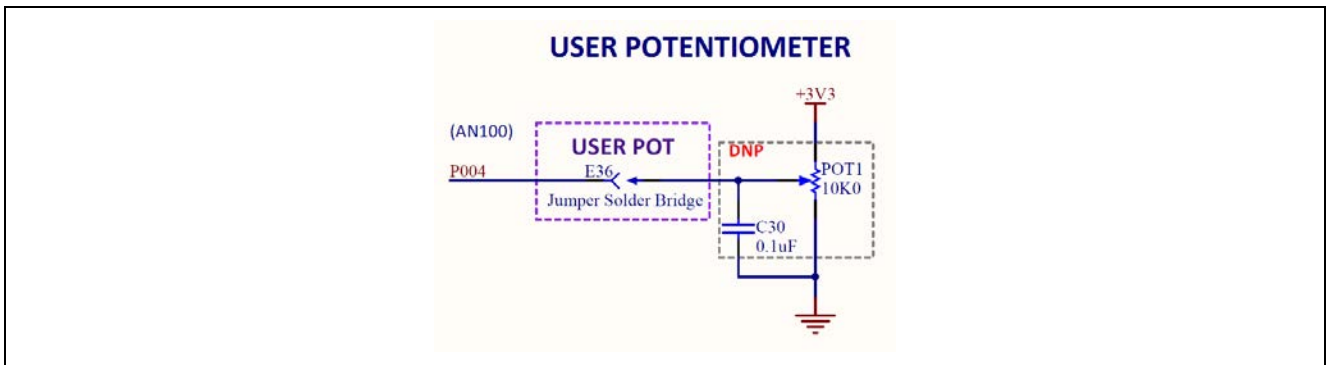 USER POTENTIOMETER
+3V3
(AN100)
USER POT
DNP
P004
E36
POT1
10K0
Jumper Solder Bridge
C30
0.1uF